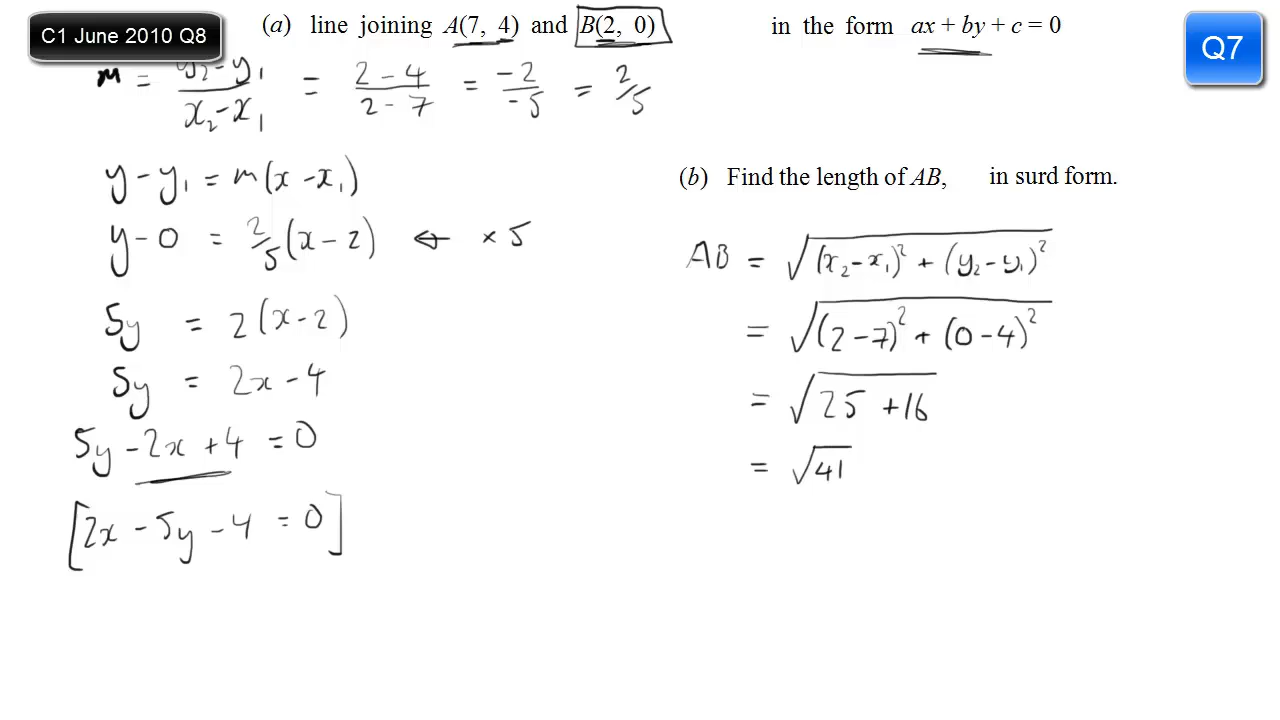 C1 June 2010 Q8
(a) line joining A(7, 4) and B(2, 0) in the form ax + by + c = 0
Q7
m = y₂ - y₁ / x₂ - x₁ = 2 - 4 / 2 - 7 = -2 / -5 = 2/5
y - y₁ = m(x - x₁)
y - 0 = 2/5 (x - 2) ← × 5
5y = 2(x - 2)
5y = 2x - 4
5y - 2x + 4 = 0
[2x - 5y - 4 = 0]
(b) Find the length of AB, in surd form.
AB = √(x₂ - x₁)² + (y₂ - y₁)²
= √(2 - 7)² + (0 - 4)²
= √25 + 16
= √41